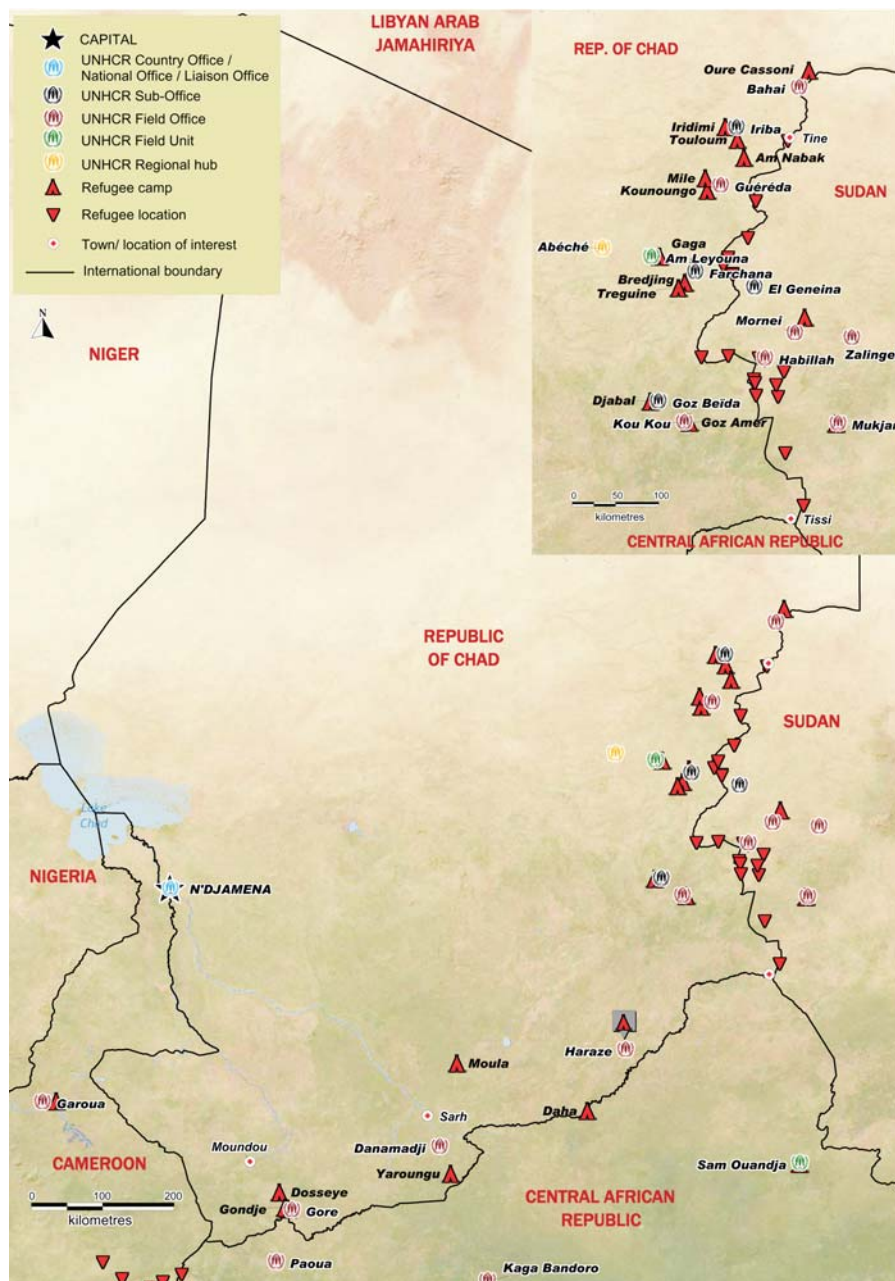 LIBYAN ARAB
JAMAHIRIYA
CAPITAL
UNHCR Country Office /
National Office / Liaison Office
UNHCR Sub-Office
UNHCR Field Office
UNHCR Field Unit
UNHCR Regional hub
Refugee camp
Refugee location
Town/ location of interest
International boundary
N
NIGER
REP. OF CHAD
Oure Cassoni
Bahai
Iridimi
Iriba
Touloum
Tine
Am Nabak
Mile
Kounoungo
Guéréda
SUDAN
Abéché
Gaga
Am Leyouna
Farchana
Bredjing
Treguine
El Geneina
Mornei
Zalinge
Habillah
Djabal
Goz Beïda
Kou Kou
Goz Amer
Mukjar
0 50 100
kilometres
Tissi
CENTRAL AFRICAN REPUBLIC
REPUBLIC
OF CHAD
SUDAN
Lake
Chad
NIGERIA
N'DJAMENA
Haraze
Moula
Garoua
Daha
Sarh
Moundou
Danamadji
CAMEROON
Yaroungu
Sam Ouandja
0 100 200
kilometres
Dosseye
Gondje
Gore
CENTRAL AFRICAN
REPUBLIC
Paoua
Kaga Bandoro